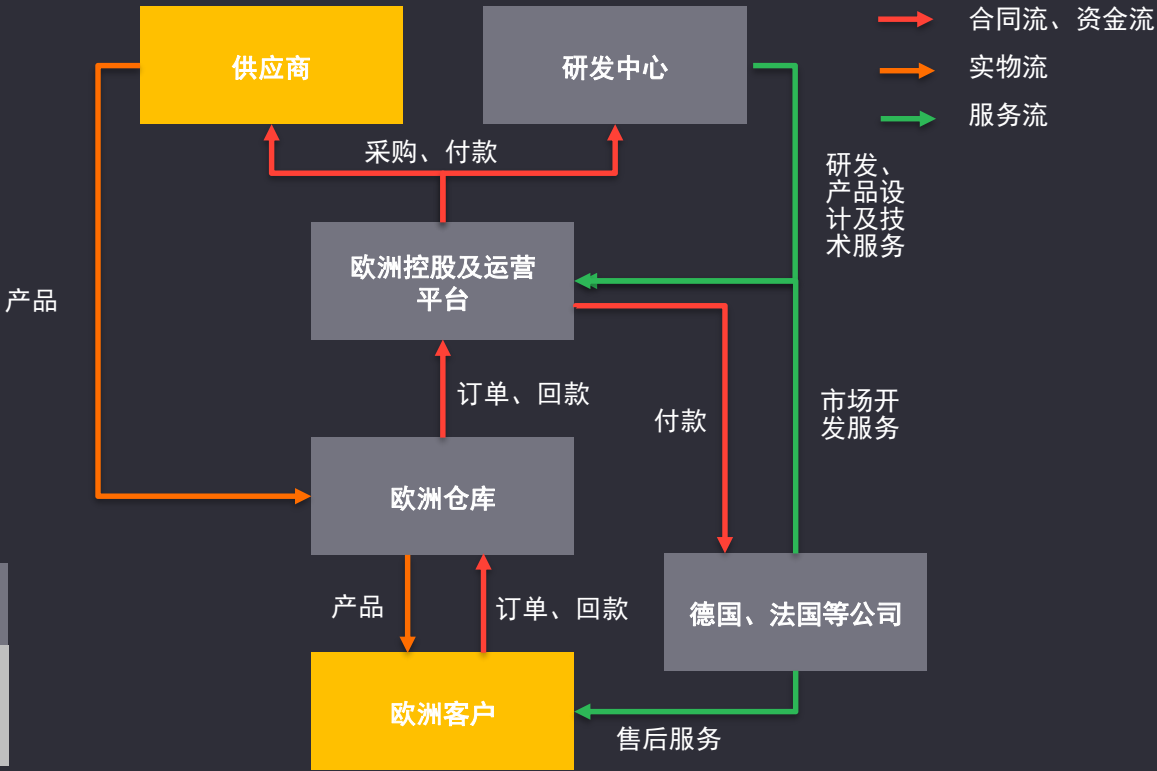 供应商
研发中心
合同流、资金流
实物流
服务流
采购、付款
研发、
产品设
计及技
术服务
欧洲控股及运营
平台
产品
订单、回款
付款
市场开
发服务
欧洲仓库
产品
订单、回款
德国、法国等公司
欧洲客户
售后服务